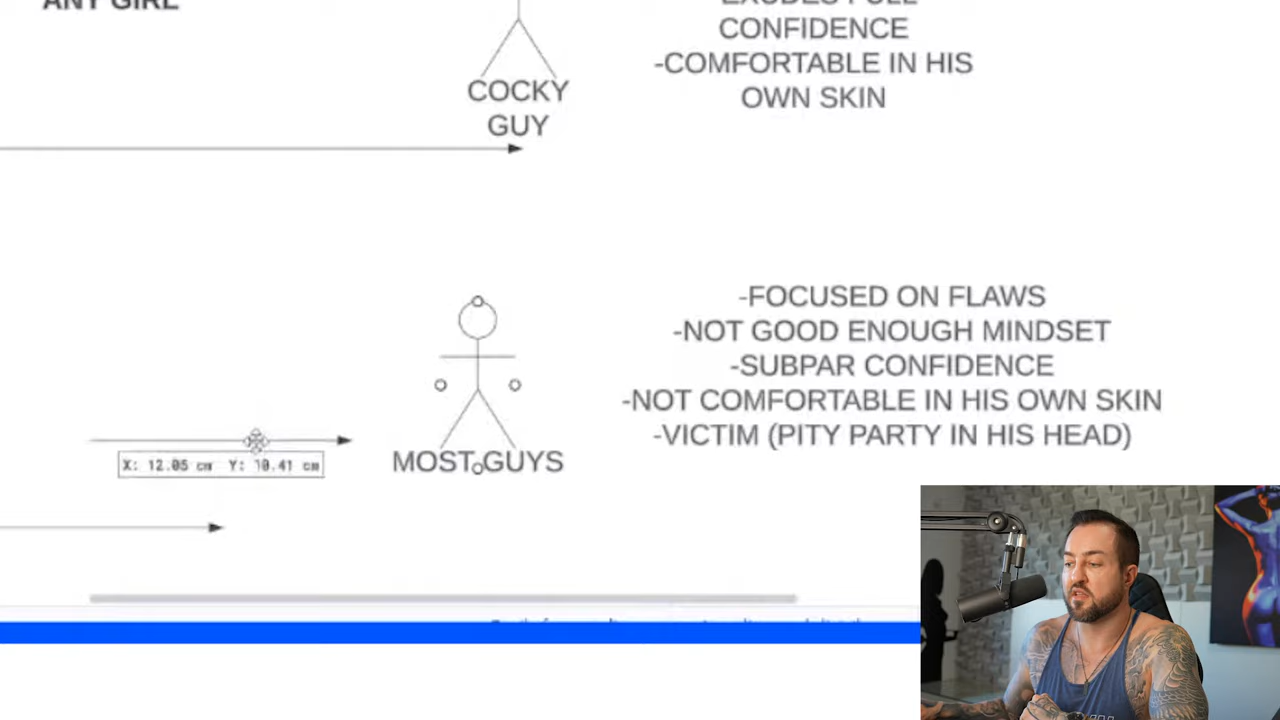 ANY GIRL
CONFIDENCE
-COMFORTABLE IN HIS
OWN SKIN
COCKY
GUY
-FOCUSED ON FLAWS
-NOT GOOD ENOUGH MINDSET
-SUBPAR CONFIDENCE
-NOT COMFORTABLE IN HIS OWN SKIN
-VICTIM (PITY PARTY IN HIS HEAD)
MOST GUYS
X: 12.05 cm Y: 10.41 cm